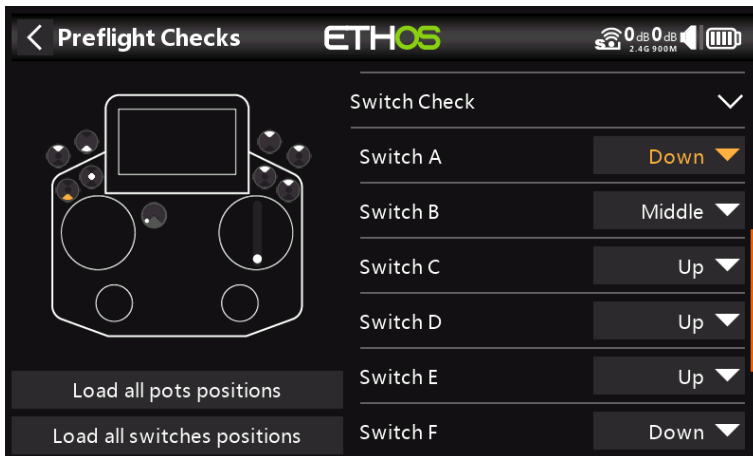 Preflight Checks
ETHOS
0dB 0dB
2.4G 900M
Switch Check
Switch A Down
Switch B Middle
Switch C Up
Switch D Up
Switch E Up
Switch F Down
Load all pots positions
Load all switches positions